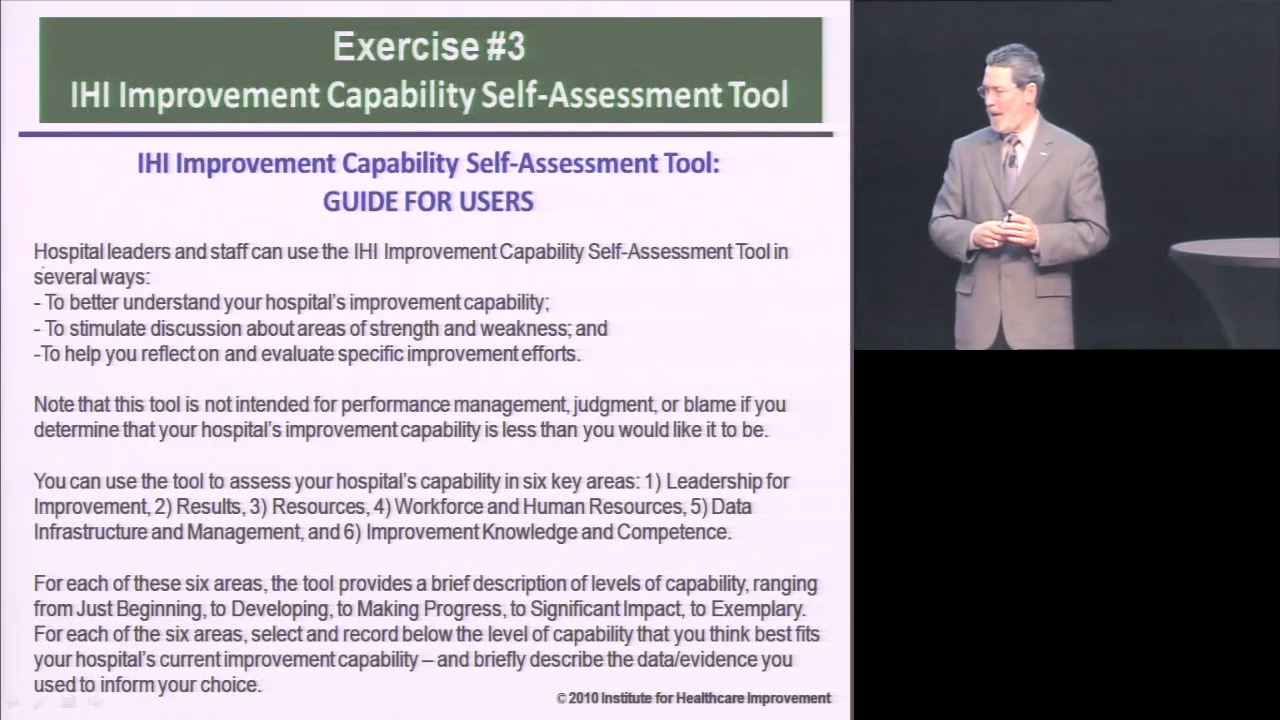 Exercise #3
IHI Improvement Capability Self-Assessment Tool
IHI Improvement Capability Self-Assessment Tool:
GUIDE FOR USERS
Hospital leaders and staff can use the IHI Improvement Capability Self-Assessment Tool in
several ways:
- To better understand your hospital's improvement capability;
- To stimulate discussion about areas of strength and weakness; and
-To help you reflect on and evaluate specific improvement efforts.
Note that this tool is not intended for performance management, judgment, or blame if you
determine that your hospital's improvement capability is less than you would like it to be.
You can use the tool to assess your hospital's capability in six key areas: 1) Leadership for
Improvement, 2) Results, 3) Resources, 4) Workforce and Human Resources, 5) Data
Infrastructure and Management, and 6) Improvement Knowledge and Competence.
For each of these six areas, the tool provides a brief description of levels of capability, ranging
from Just Beginning, to Developing, to Making Progress, to Significant Impact, to Exemplary.
For each of the six areas, select and record below the level of capability that you think best fits
your hospital's current improvement capability – and briefly describe the data/evidence you
used to inform your choice.
© 2010 Institute for Healthcare Improvement